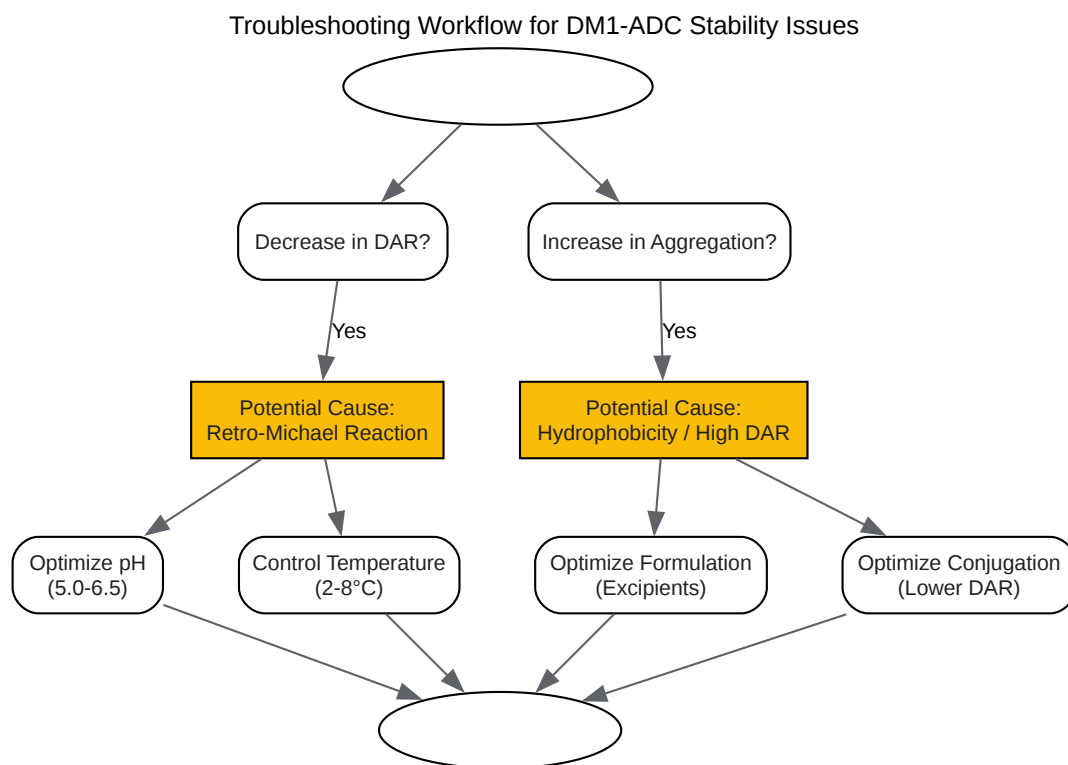 Troubleshooting Workflow for DM1-ADC Stability Issues
Decrease in DAR?
Increase in Aggregation?
Yes
Yes
Potential Cause:
Retro-Michael Reaction
Potential Cause:
Hydrophobicity / High DAR
Optimize pH
(5.0-6.5)
Control Temperature
(2-8°C)
Optimize Formulation
(Excipients)
Optimize Conjugation
(Lower DAR)